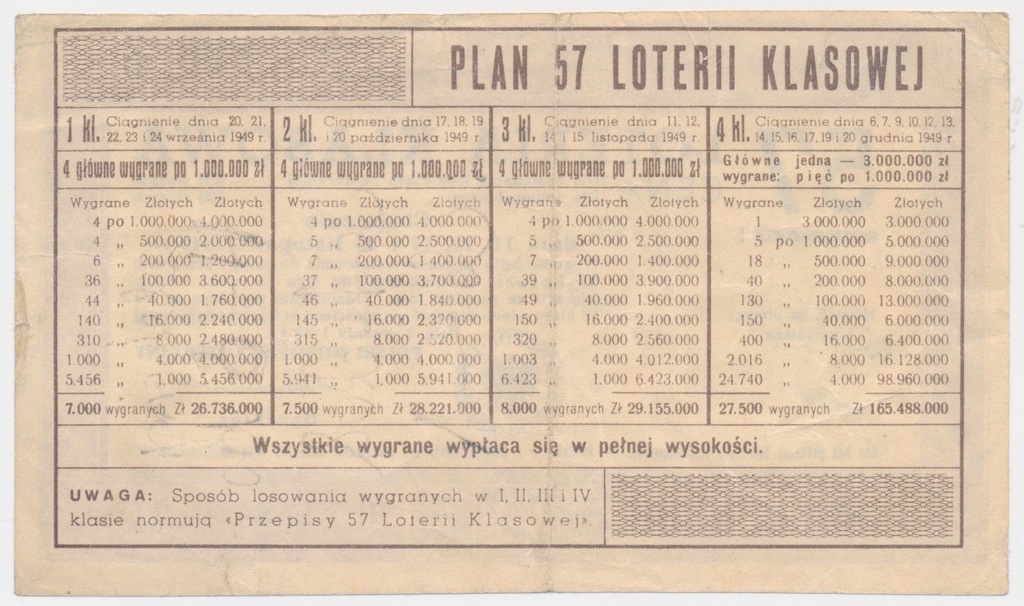 PLAN 57 LOTERII KLASOWEJ
1 kl. Ciągnienie dnia 20, 21,
22, 23 i 24 września 1949 r.
4 główne wygrane po 1.000.000 zł
Wygrane Złotych Złotych
4 po 1.000.000 4.000.000
4 „ 500.000 2.000.000
6 „ 200.000 1.200.000
36 „ 100.000 3.600.000
44 „ 40.000 1.760.000
140 „ 16.000 2.240.000
310 „ 8.000 2.480.000
1.000 „ 4.000 4.000.000
5.456 „ 1.000 5.456.000
7.000 wygranych Zł 26.736.000
2 kl. Ciągnienie dnia 17, 18, 19
i 20 października 1949 r.
4 główne wygrane po 1.000.000 zł
Wygrane Złotych Złotych
4 po 1.000.000 4.000.000
5 „ 500.000 2.500.000
7 „ 200.000 1.400.000
37 „ 100.000 3.700.000
46 „ 40.000 1.840.000
145 „ 16.000 2.320.000
315 „ 8.000 2.520.000
1.000 „ 4.000 4.000.000
5.941 „ 1.000 5.941.000
7.500 wygranych Zł 28.221.000
3 kl. Ciągnienie dnia 11, 12,
14 i 15 listopada 1949 r.
4 główne wygrane po 1.000.000 zł
Wygrane Złotych Złotych
4 po 1.000.000 4.000.000
5 „ 500.000 2.500.000
7 „ 200.000 1.400.000
39 „ 100.000 3.900.000
49 „ 40.000 1.960.000
150 „ 16.000 2.400.000
320 „ 8.000 2.560.000
1.003 „ 4.000 4.012.000
6.423 „ 1.000 6.423.000
8.000 wygranych Zł 29.155.000
4 kl. Ciągnienie dnia 6, 7, 9, 10, 12, 13,
14, 15, 16, 17, 19 i 20 grudnia 1949 r.
Główne jedna — 3.000.000 zł
wygrane: pięć po 1.000.000 zł
Wygrane Złotych Złotych
1 3.000.000 3.000.000
5 po 1.000.000 5.000.000
18 „ 500.000 9.000.000
40 „ 200.000 8.000.000
130 „ 100.000 13.000.000
150 „ 40.000 6.000.000
400 „ 16.000 6.400.000
2.016 „ 8.000 16.128.000
24.740 „ 4.000 98.960.000
27.500 wygranych Zł 165.488.000
Wszystkie wygrane wypłaca się w pełnej wysokości.
UWAGA: Sposób losowania wygranych w I, II, III i IV
klasie normują «Przepisy 57 Loterii Klasowej».